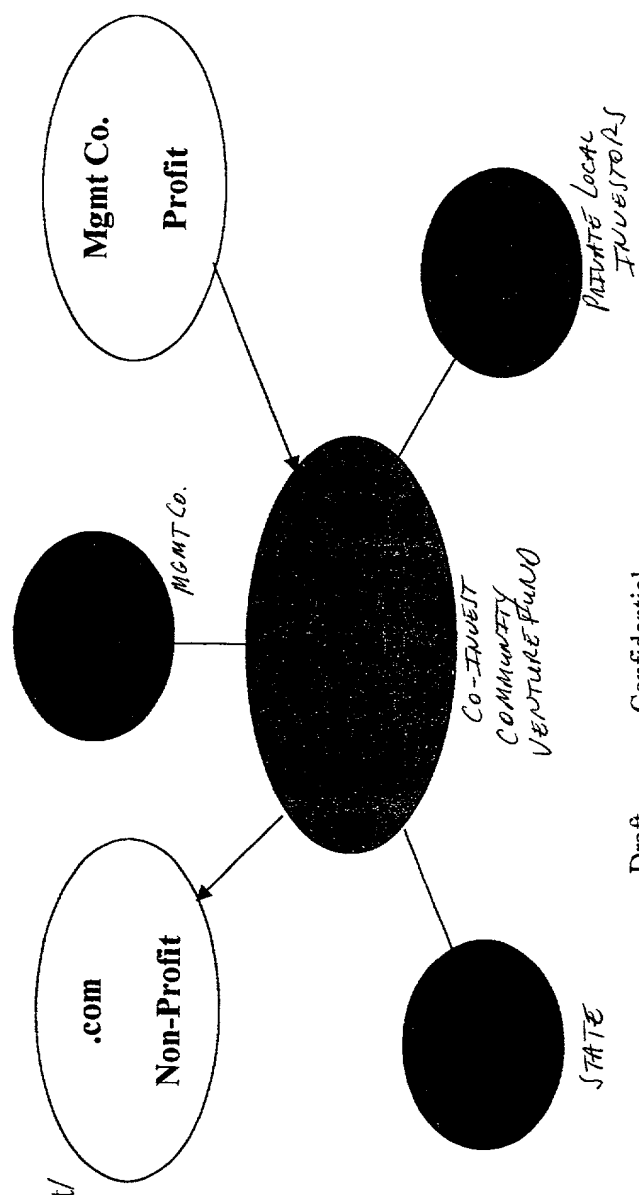 .com
Non-Profit
MGMT CO.
Mgmt Co.
Profit
CO-INVEST
COMMUNITY
VENTURE FUND
STATE
PRIVATE LOCAL
INVESTORS
Draft Confidential